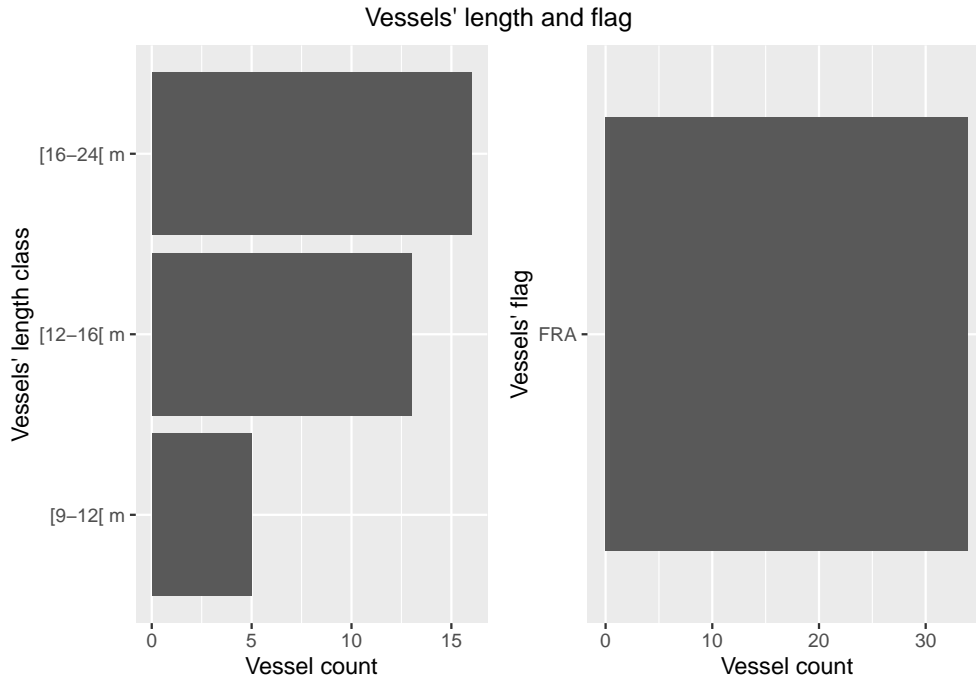 Vessels' length and flag
Vessels' length class
[16−24[ m
[12−16[ m
[9−12[ m
0 5 10 15
Vessel count
Vessels' flag
FRA
0 10 20 30
Vessel count